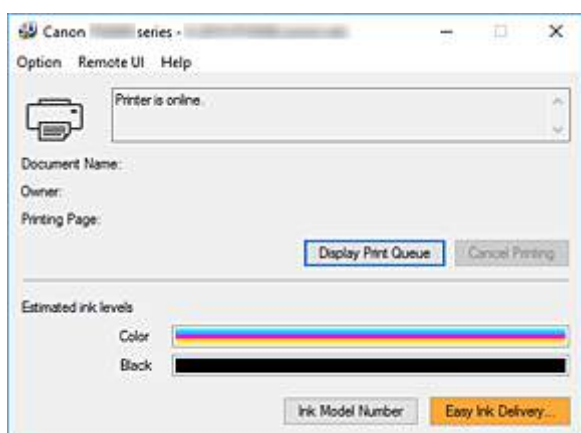 Canon series -
Option Remote UI Help
Printer is online.
Document Name:
Owner:
Printing Page:
Display Print Queue Cancel Printing
Estimated ink levels
Color
Black
Ink Model Number Easy Ink Delivery...